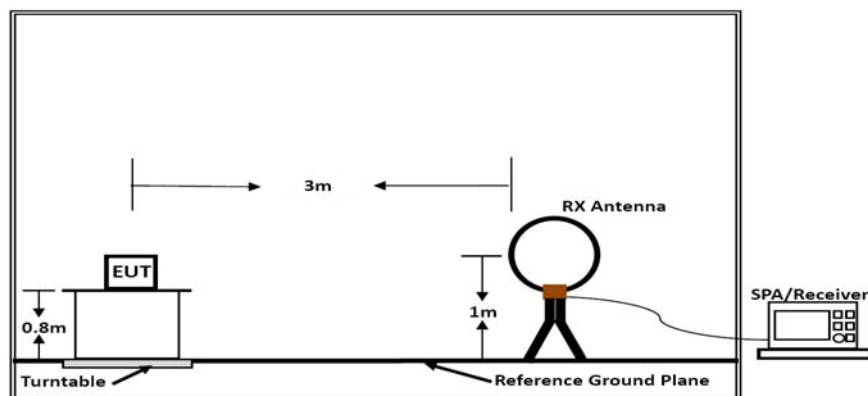 3m
RX Antenna
EUT
SPA/Receiver
0.8m
1m
Turntable
Reference Ground Plane